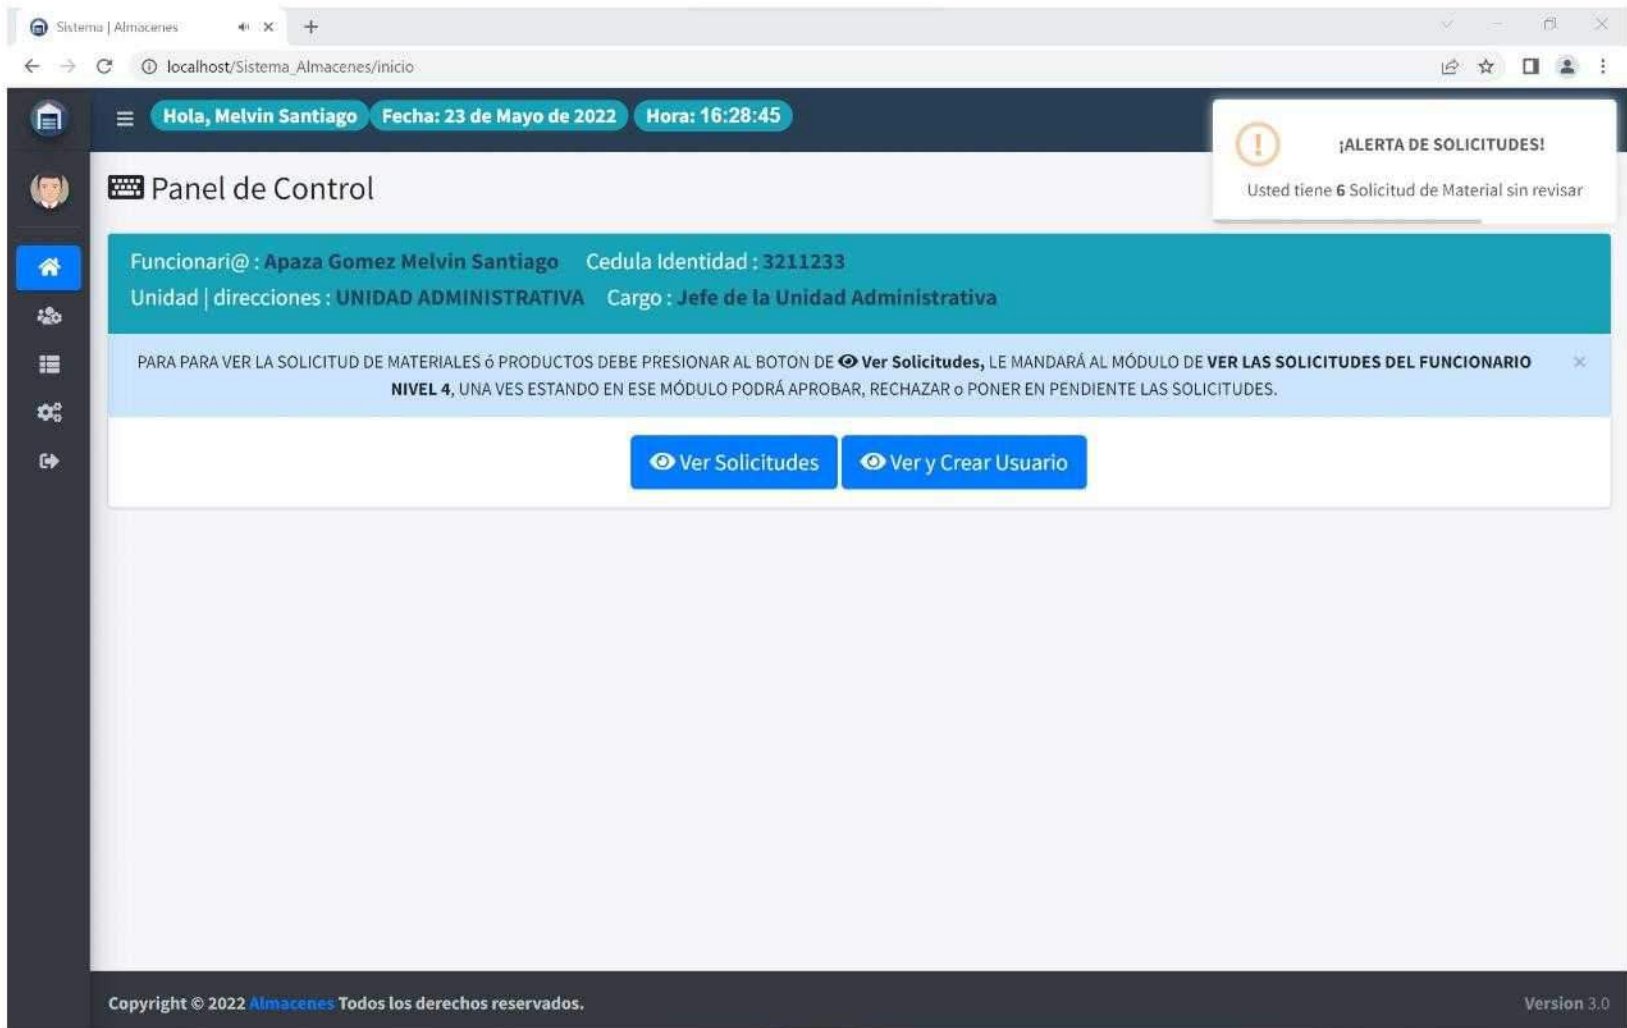 Sistema | Almacenes
localhost/Sistema_Almacenes/inicio
Hola, Melvin Santiago Fecha: 23 de Mayo de 2022 Hora: 16:28:45
¡ALERTA DE SOLICITUDES!
Usted tiene 6 Solicitud de Material sin revisar
Panel de Control
Funcionari@ : Apaza Gomez Melvin Santiago Cedula Identidad : 3211233
Unidad | direcciones : UNIDAD ADMINISTRATIVA Cargo : Jefe de la Unidad Administrativa
PARA PARA VER LA SOLICITUD DE MATERIALES ó PRODUCTOS DEBE PRESIONAR AL BOTON DE Ver Solicitudes, LE MANDARÁ AL MÓDULO DE VER LAS SOLICITUDES DEL FUNCIONARIO
NIVEL 4, UNA VES ESTANDO EN ESE MÓDULO PODRÁ APROBAR, RECHAZAR o PONER EN PENDIENTE LAS SOLICITUDES.
Ver Solicitudes Ver y Crear Usuario
Copyright © 2022 Almacenes Todos los derechos reservados.
Version 3.0